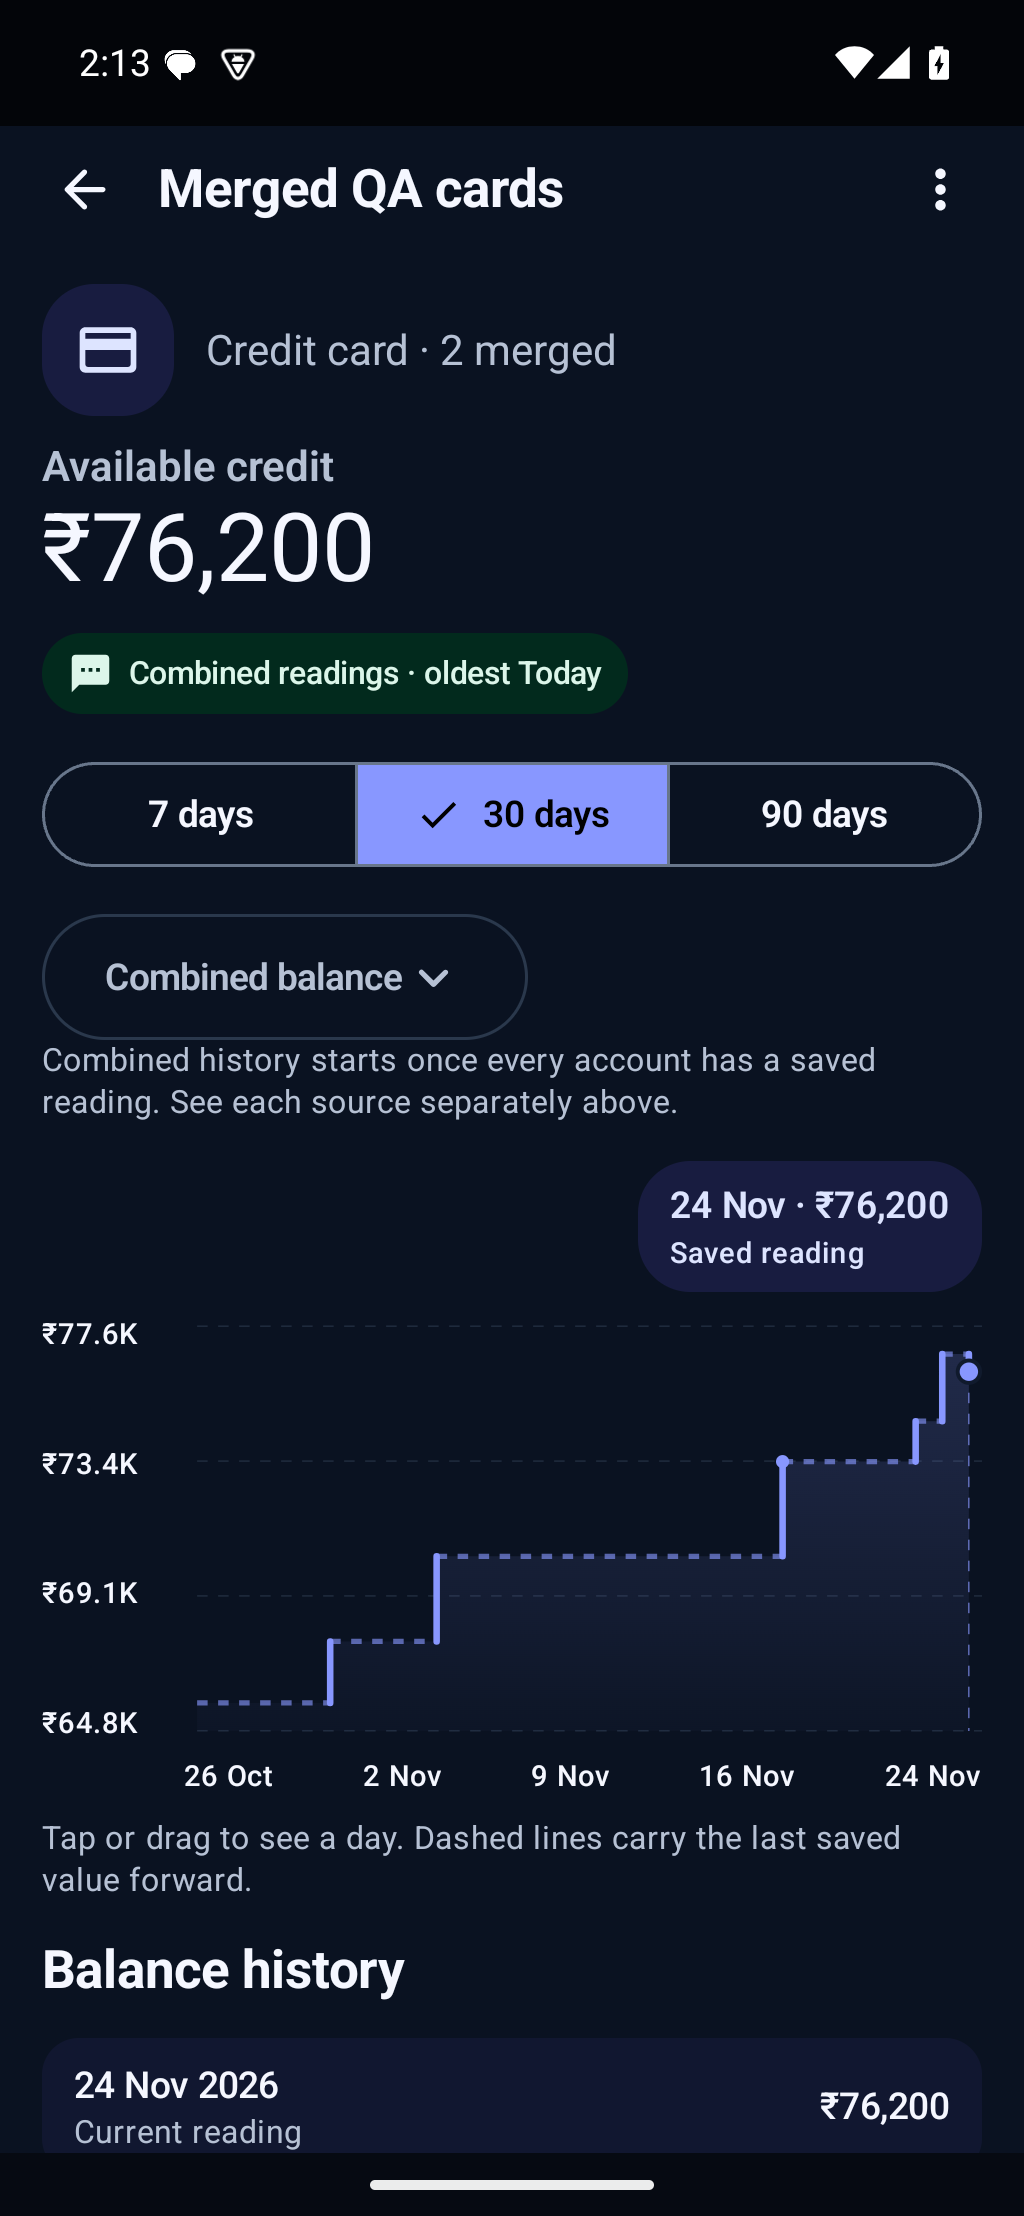 2:13
Merged QA cards
Credit card · 2 merged
Available credit
₹76,200
Combined readings · oldest Today
7 days
30 days
90 days
Combined balance
Combined history starts once every account has a saved
reading. See each source separately above.
24 Nov · ₹76,200
Saved reading
₹77.6K
₹73.4K
₹69.1K
₹64.8K
26 Oct
2 Nov
9 Nov
16 Nov
24 Nov
Tap or drag to see a day. Dashed lines carry the last saved
value forward.
Balance history
24 Nov 2026
₹76,200
Current reading